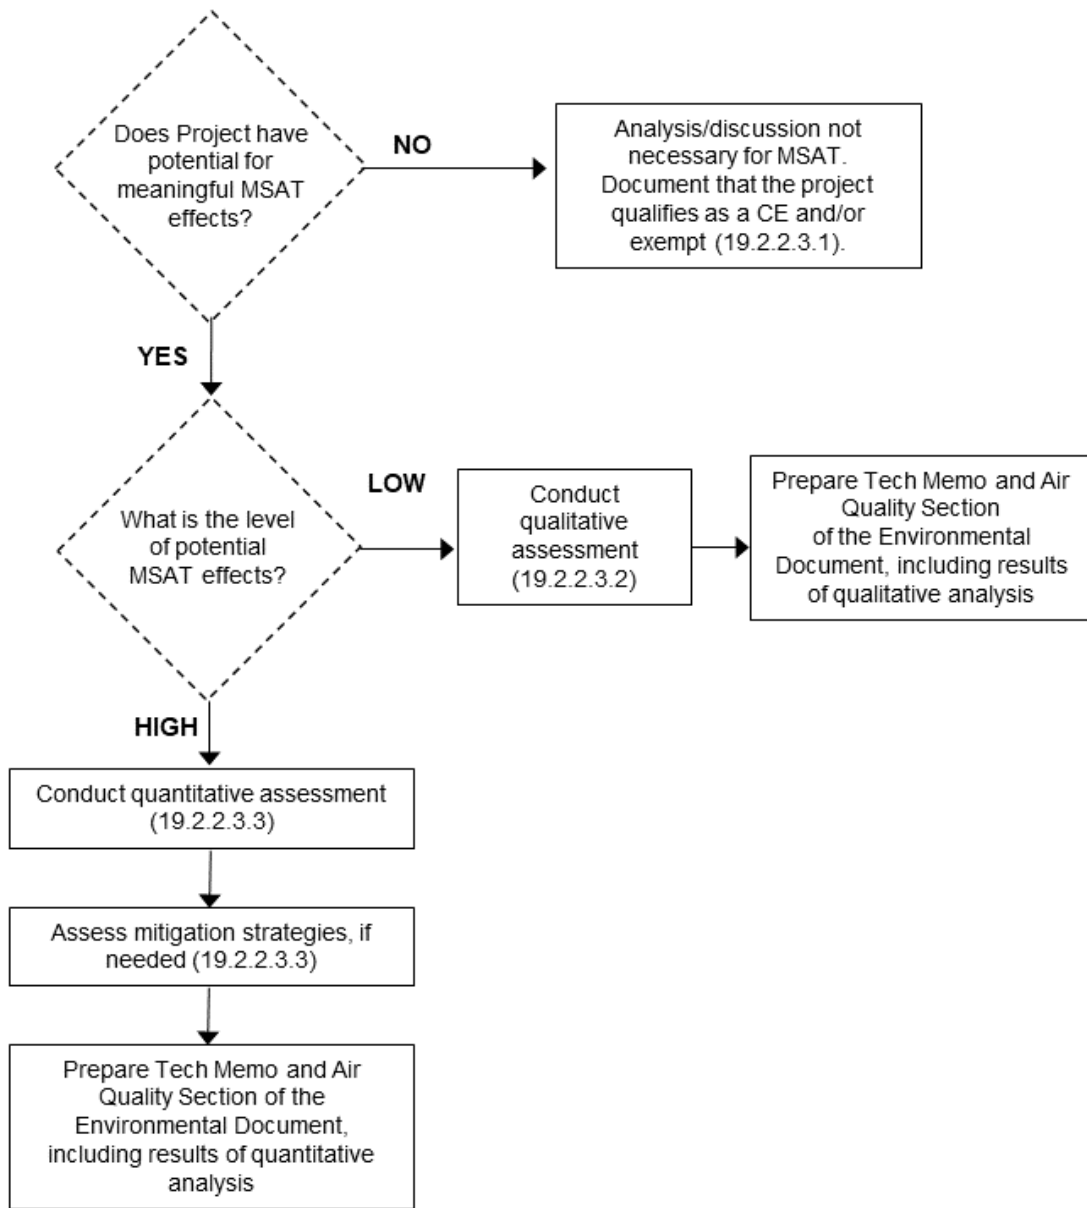 Does Project have
potential for
meaningful MSAT
effects?
NO
Analysis/discussion not
necessary for MSAT.
Document that the project
qualifies as a CE and/or
exempt (19.2.2.3.1).
YES
What is the level
of potential
MSAT effects?
LOW
Conduct
qualitative
assessment
(19.2.2.3.2)
Prepare Tech Memo and Air
Quality Section
of the Environmental
Document, including results
of qualitative analysis
HIGH
Conduct quantitative assessment
(19.2.2.3.3)
Assess mitigation strategies, if
needed (19.2.2.3.3)
Prepare Tech Memo and Air
Quality Section of the
Environmental Document,
including results of quantitative
analysis